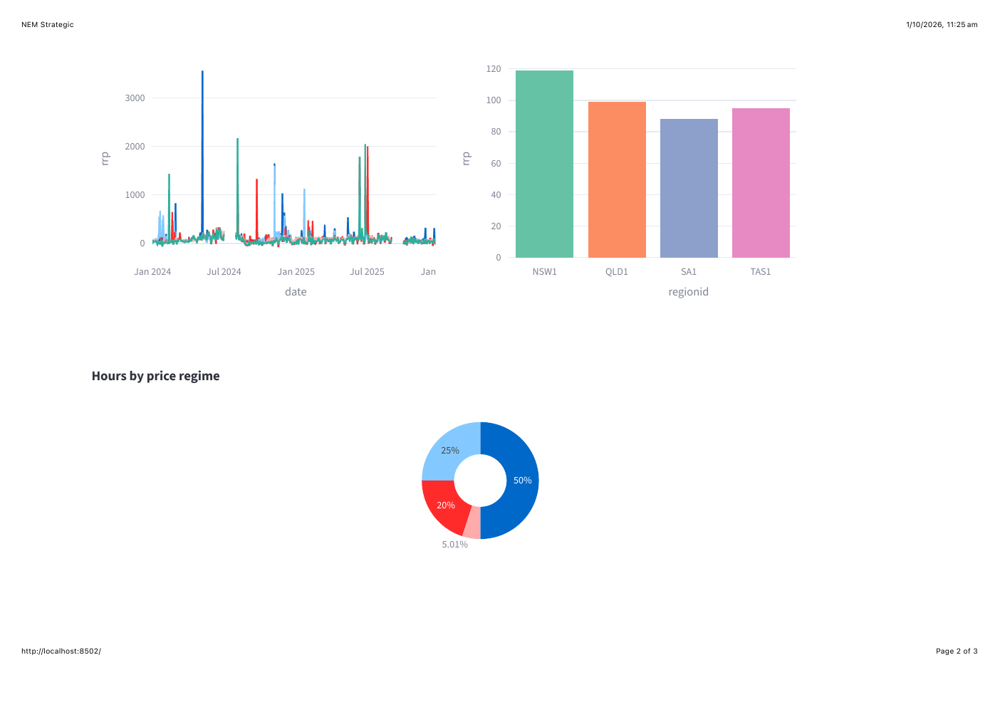 NEM Strategic
1/10/2026, 11:25 am
3000
2000
1000
0
rrp
Jan 2024
Jul 2024
Jan 2025
Jul 2025
Jan
date
120
100
80
60
40
20
0
rrp
NSW1
QLD1
SA1
TAS1
regionid
Hours by price regime
25%
50%
20%
5.01%
http://localhost:8502/
Page 2 of 3